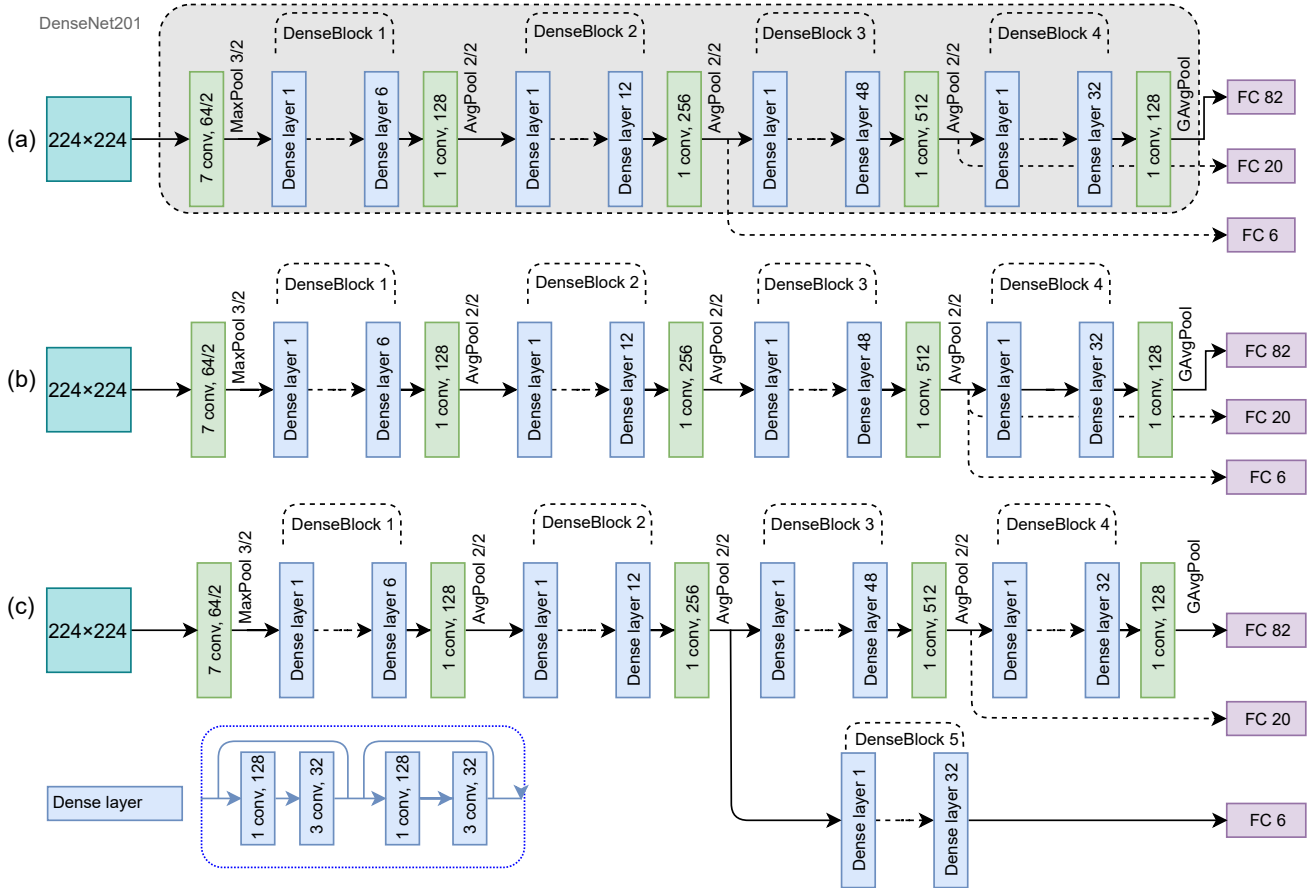 DenseNet201
DenseBlock 1
DenseBlock 2
DenseBlock 3
DenseBlock 4
(a)
224×224
7 conv, 64/2
MaxPool 3/2
Dense layer 1
Dense layer 6
1 conv, 128
AvgPool 2/2
Dense layer 1
Dense layer 12
1 conv, 256
AvgPool 2/2
Dense layer 1
Dense layer 48
1 conv, 512
AvgPool 2/2
Dense layer 1
Dense layer 32
1 conv, 128
GAvgPool
FC 82
FC 20
FC 6
DenseBlock 1
DenseBlock 2
DenseBlock 3
DenseBlock 4
(b)
224×224
7 conv, 64/2
MaxPool 3/2
Dense layer 1
Dense layer 6
1 conv, 128
AvgPool 2/2
Dense layer 1
Dense layer 12
1 conv, 256
AvgPool 2/2
Dense layer 1
Dense layer 48
1 conv, 512
AvgPool 2/2
Dense layer 1
Dense layer 32
1 conv, 128
GAvgPool
FC 82
FC 20
FC 6
DenseBlock 1
DenseBlock 2
DenseBlock 3
DenseBlock 4
(c)
224×224
7 conv, 64/2
MaxPool 3/2
Dense layer 1
Dense layer 6
1 conv, 128
AvgPool 2/2
Dense layer 1
Dense layer 12
1 conv, 256
AvgPool 2/2
Dense layer 1
Dense layer 48
1 conv, 512
AvgPool 2/2
Dense layer 1
Dense layer 32
1 conv, 128
GAvgPool
FC 82
FC 20
DenseBlock 5
Dense layer 1
Dense layer 32
FC 6
Dense layer
1 conv, 128
3 conv, 32
1 conv, 128
3 conv, 32